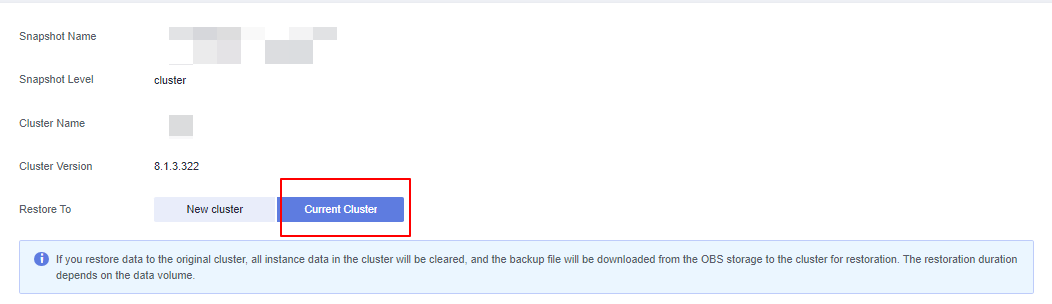 Snapshot Name
Snapshot Level cluster
Cluster Name
Cluster Version 8.1.3.322
Restore To New cluster Current Cluster
If you restore data to the original cluster, all instance data in the cluster will be cleared, and the backup file will be downloaded from the OBS storage to the cluster for restoration. The restoration duration
depends on the data volume.